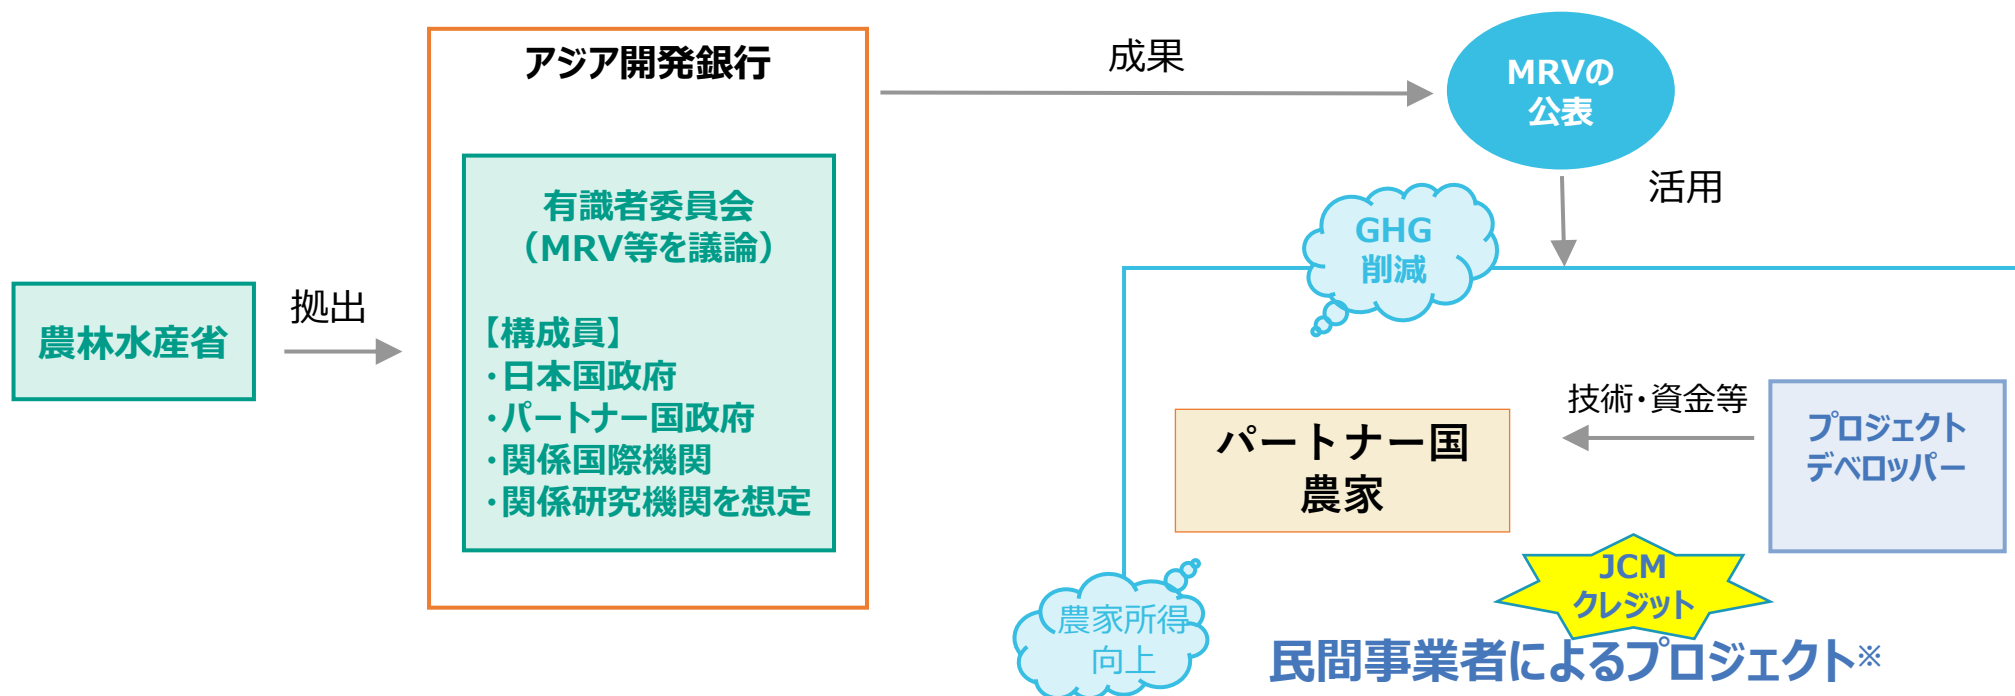 農林水産省
拠出
アジア開発銀行
有識者委員会
（MRV等を議論）
【構成員】
・日本国政府
・パートナー国政府
・関係国際機関
・関係研究機関を想定
成果
MRVの
公表
活用
GHG
削減
技術・資金等
プロジェクト
デベロッパー
パートナー国
農家
JCM
クレジット
農家所得
向上
民間事業者によるプロジェクト※